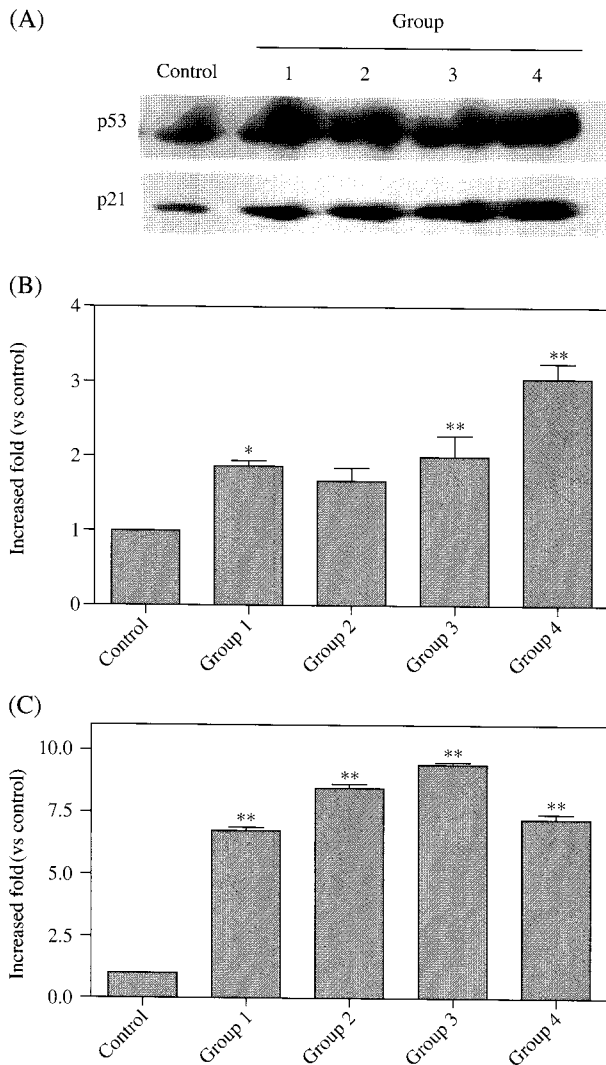 (A)
Group
Control 1 2 3 4
p53
p21
(B)
Increased fold (vs control)
4
3
2
1
0
* ** **
Control Group 1 Group 2 Group 3 Group 4
(C)
Increased fold (vs control)
10.0
7.5
5.0
2.5
0.0
** ** ** **
Control Group 1 Group 2 Group 3 Group 4